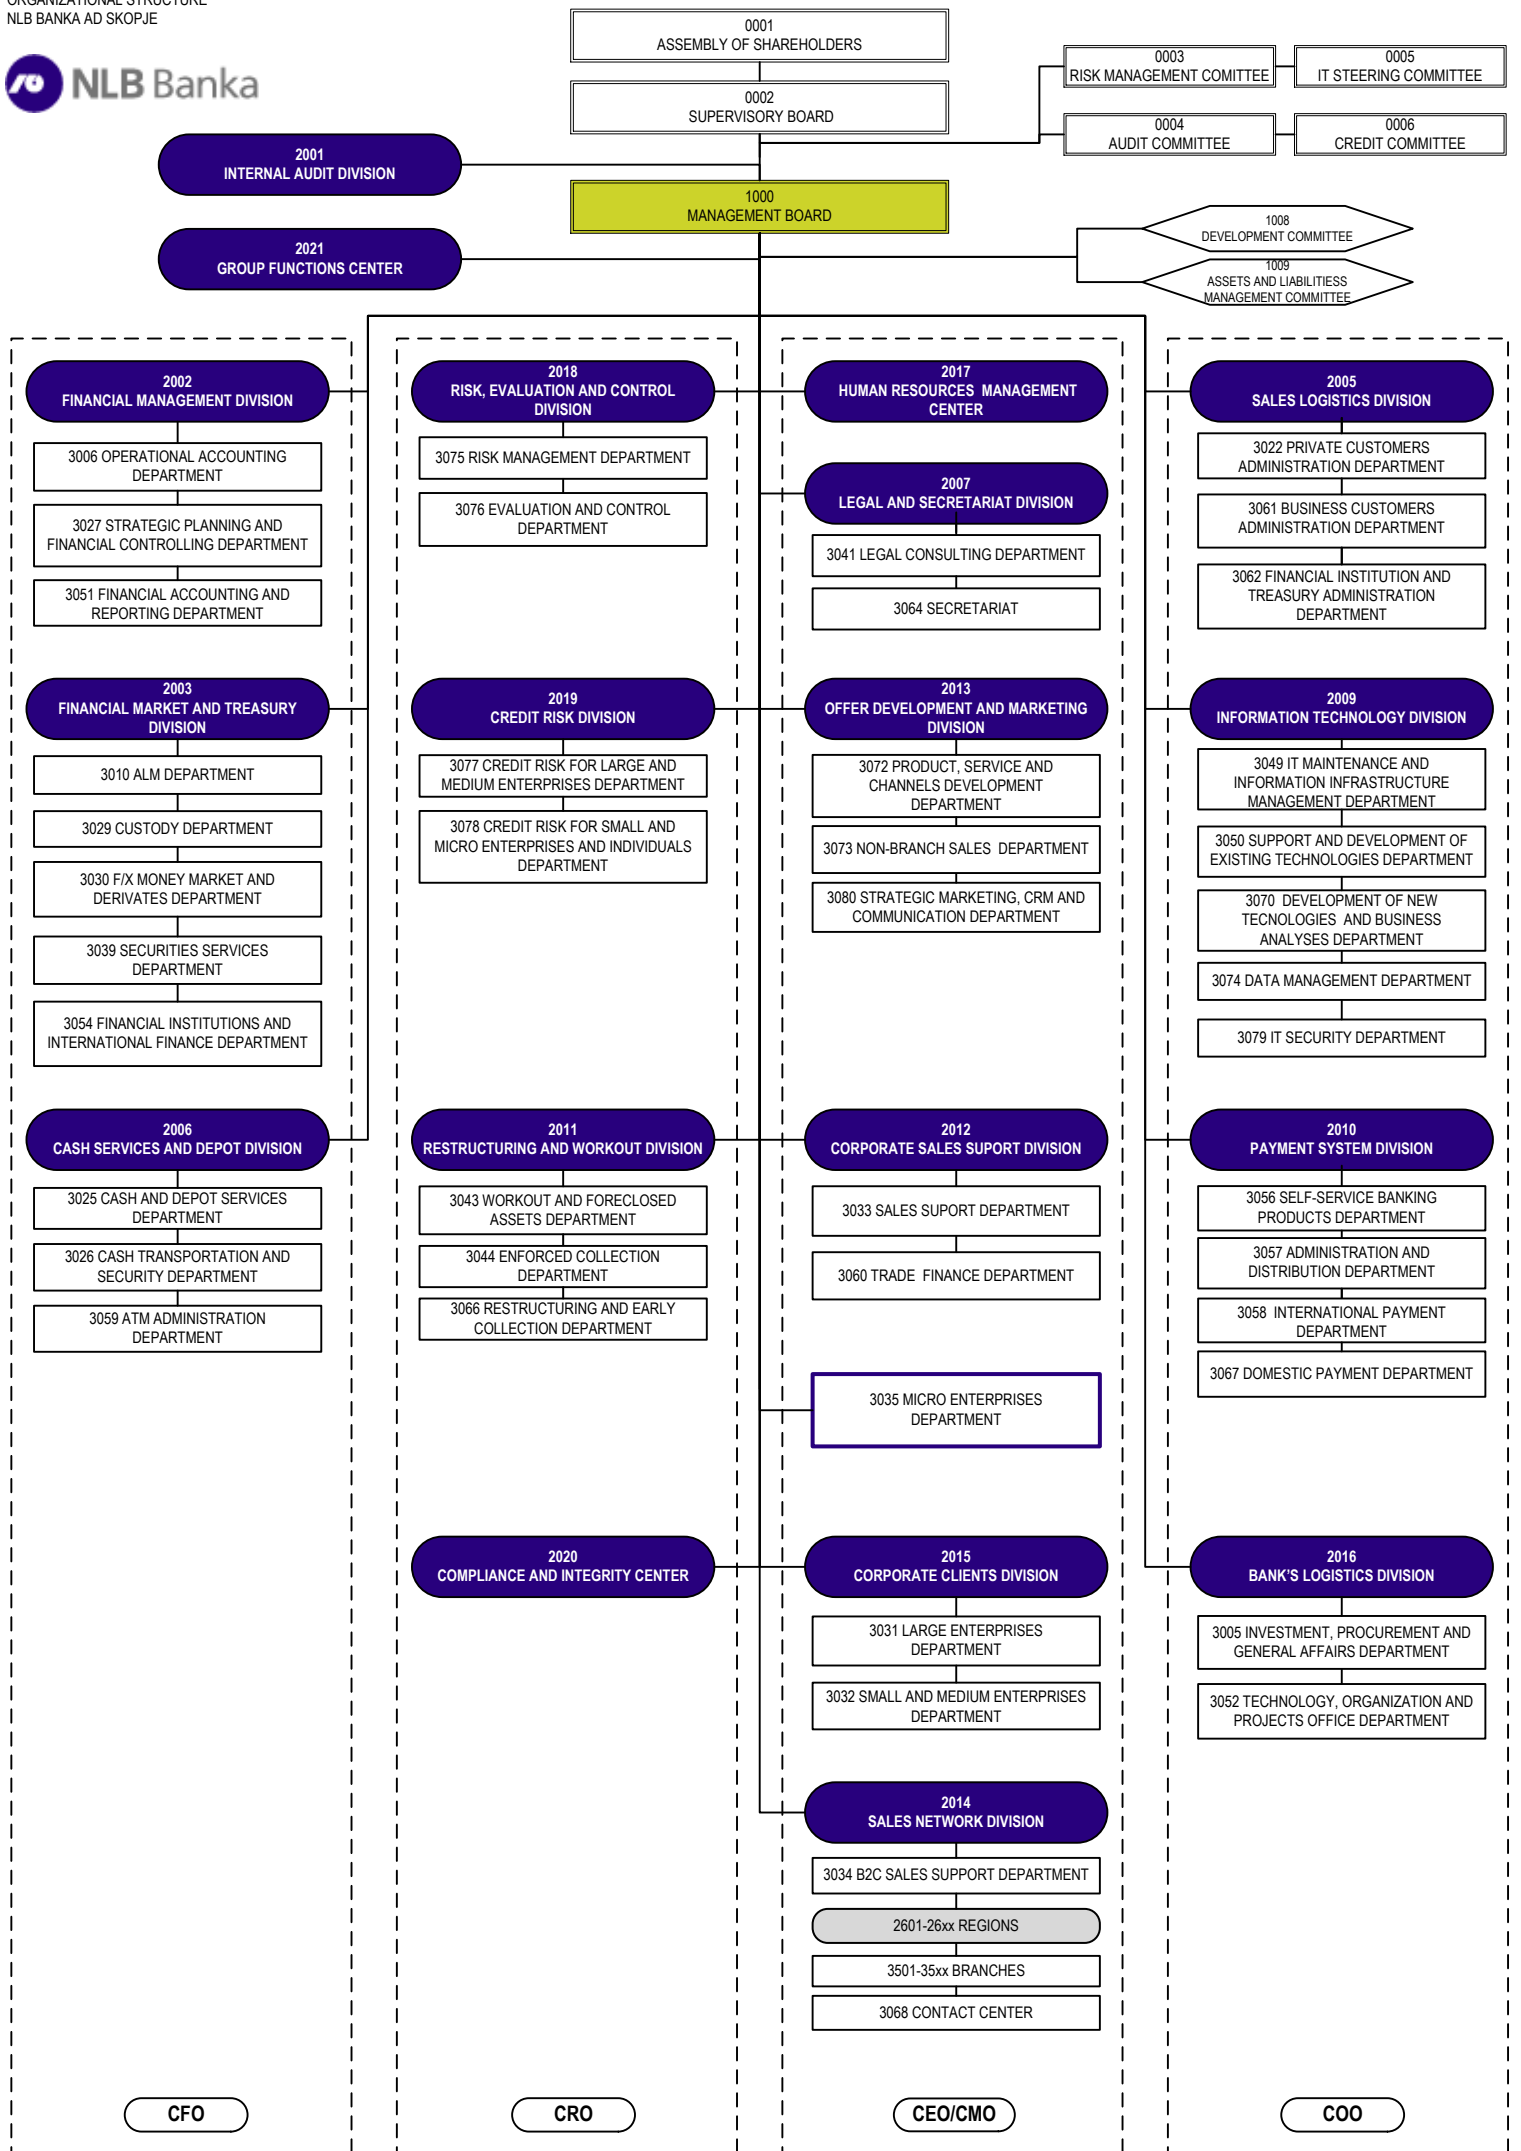 ORGANIZATIONAL STRUCTURE
NLB BANKA AD SKOPJE
NLB Banka
0001
ASSEMBLY OF SHAREHOLDERS
0002
SUPERVISORY BOARD
0003
RISK MANAGEMENT COMITTEE
0005
IT STEERING COMMITTEE
0004
AUDIT COMMITTEE
0006
CREDIT COMMITTEE
2001
INTERNAL AUDIT DIVISION
1000
MANAGEMENT BOARD
2021
GROUP FUNCTIONS CENTER
1008
DEVELOPMENT COMMITTEE
1009
ASSETS AND LIABILITIESS
MANAGEMENT COMMITTEE
2002
FINANCIAL MANAGEMENT DIVISION
3006 OPERATIONAL ACCOUNTING
DEPARTMENT
3027 STRATEGIC PLANNING AND
FINANCIAL CONTROLLING DEPARTMENT
3051 FINANCIAL ACCOUNTING AND
REPORTING DEPARTMENT
2003
FINANCIAL MARKET AND TREASURY
DIVISION
3010 ALM DEPARTMENT
3029 CUSTODY DEPARTMENT
3030 F/X MONEY MARKET AND
DERIVATES DEPARTMENT
3039 SECURITIES SERVICES
DEPARTMENT
3054 FINANCIAL INSTITUTIONS AND
INTERNATIONAL FINANCE DEPARTMENT
2006
CASH SERVICES AND DEPOT DIVISION
3025 CASH AND DEPOT SERVICES
DEPARTMENT
3026 CASH TRANSPORTATION AND
SECURITY DEPARTMENT
3059 ATM ADMINISTRATION
DEPARTMENT
CFO
2018
RISK, EVALUATION AND CONTROL
DIVISION
3075 RISK MANAGEMENT DEPARTMENT
3076 EVALUATION AND CONTROL
DEPARTMENT
2019
CREDIT RISK DIVISION
3077 CREDIT RISK FOR LARGE AND
MEDIUM ENTERPRISES DEPARTMENT
3078 CREDIT RISK FOR SMALL AND
MICRO ENTERPRISES AND INDIVIDUALS
DEPARTMENT
2011
RESTRUCTURING AND WORKOUT DIVISION
3043 WORKOUT AND FORECLOSED
ASSETS DEPARTMENT
3044 ENFORCED COLLECTION
DEPARTMENT
3066 RESTRUCTURING AND EARLY
COLLECTION DEPARTMENT
2020
COMPLIANCE AND INTEGRITY CENTER
CRO
2017
HUMAN RESOURCES  MANAGEMENT
CENTER
2007
LEGAL AND SECRETARIAT DIVISION
3041 LEGAL CONSULTING DEPARTMENT
3064 SECRETARIAT
2013
OFFER DEVELOPMENT AND MARKETING
DIVISION
3072 PRODUCT, SERVICE AND
CHANNELS DEVELOPMENT
DEPARTMENT
3073 NON-BRANCH SALES  DEPARTMENT
3080 STRATEGIC MARKETING, CRM AND
COMMUNICATION DEPARTMENT
2012
CORPORATE SALES SUPORT DIVISION
3033 SALES SUPORT DEPARTMENT
3060 TRADE  FINANCE DEPARTMENT
3035 MICRO ENTERPRISES
DEPARTMENT
2015
CORPORATE CLIENTS DIVISION
3031 LARGE ENTERPRISES
DEPARTMENT
3032 SMALL AND MEDIUM ENTERPRISES
DEPARTMENT
2014
SALES NETWORK DIVISION
3034 B2C SALES SUPPORT DEPARTMENT
2601-26xx REGIONS
3501-35xx BRANCHES
3068 CONTACT CENTER
CEO/CMO
2005
SALES LOGISTICS DIVISION
3022 PRIVATE CUSTOMERS
ADMINISTRATION DEPARTMENT
3061 BUSINESS CUSTOMERS
ADMINISTRATION DEPARTMENT
3062 FINANCIAL INSTITUTION AND
TREASURY ADMINISTRATION
DEPARTMENT
2009
INFORMATION TECHNOLOGY DIVISION
3049 IT MAINTENANCE AND
INFORMATION INFRASTRUCTURE
MANAGEMENT DEPARTMENT
3050 SUPPORT AND DEVELOPMENT OF
EXISTING TECHNOLOGIES DEPARTMENT
3070  DEVELOPMENT OF NEW
TECNOLOGIES  AND BUSINESS
ANALYSES DEPARTMENT
3074 DATA MANAGEMENT DEPARTMENT
3079 IT SECURITY DEPARTMENT
2010
PAYMENT SYSTEM DIVISION
3056 SELF-SERVICE BANKING
PRODUCTS DEPARTMENT
3057 ADMINISTRATION AND
DISTRIBUTION DEPARTMENT
3058  INTERNATIONAL PAYMENT
DEPARTMENT
3067 DOMESTIC PAYMENT DEPARTMENT
2016
BANK'S LOGISTICS DIVISION
3005 INVESTMENT, PROCUREMENT AND
GENERAL AFFAIRS DEPARTMENT
3052 TECHNOLOGY, ORGANIZATION AND
PROJECTS OFFICE DEPARTMENT
COO